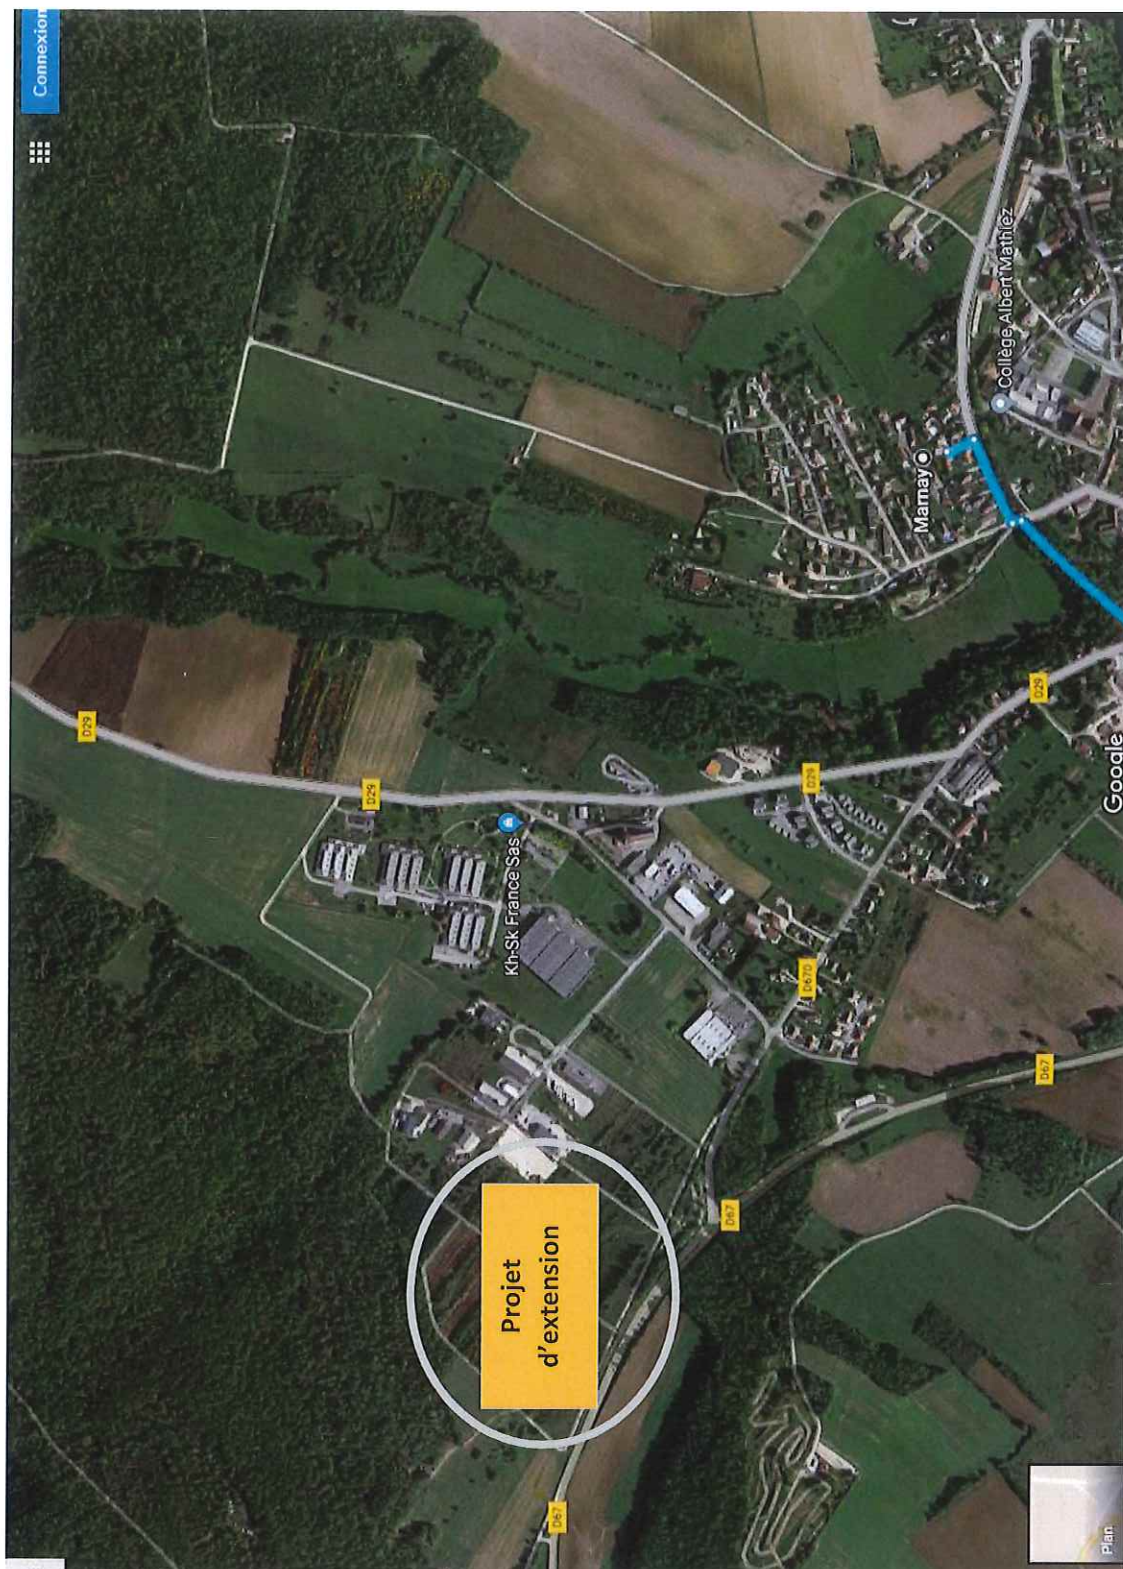 Connexion
D29
D29
Kh-Sk France Sas
D29
D29
Marnay
Collège Albert Mathiez
D670
D67
D67
D67
Projet
d'extension
Google
Plan